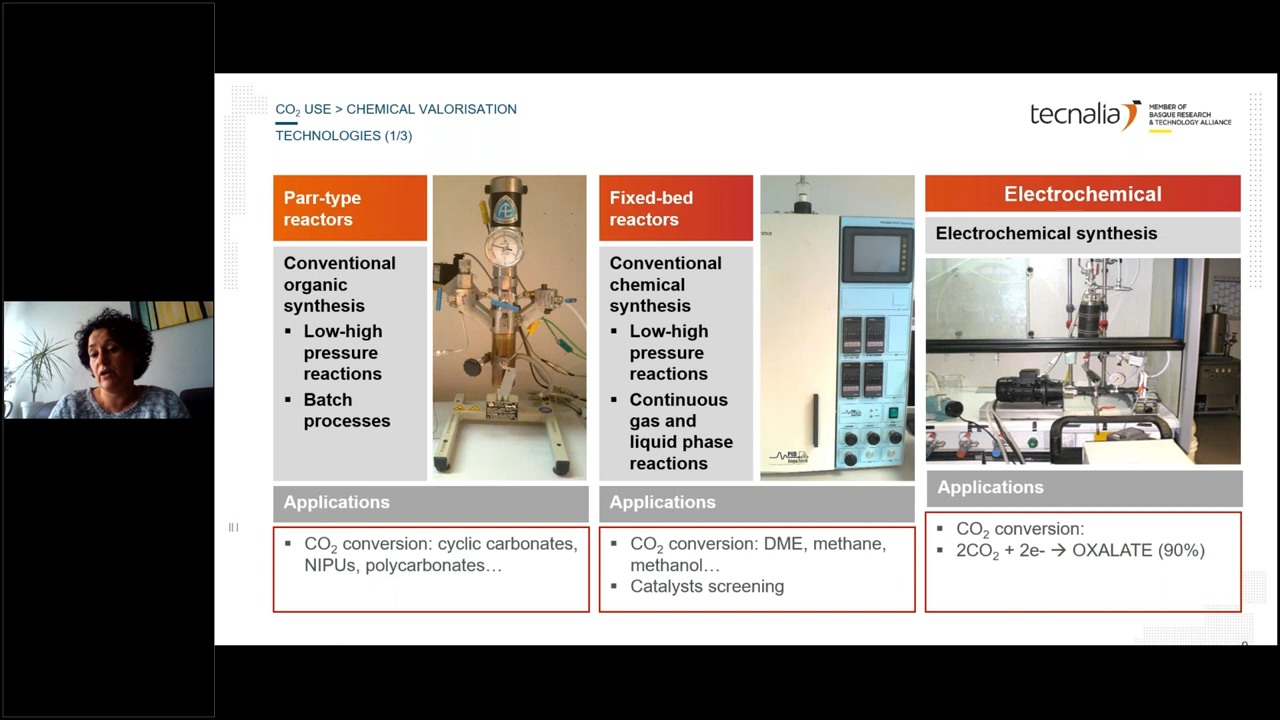 CO₂ USE > CHEMICAL VALORISATION
TECHNOLOGIES (1/3)
tecnalia
MEMBER OF
BASQUE RESEARCH
& TECHNOLOGY ALLIANCE
Parr-type
reactors
Conventional
organic
synthesis
▪ Low-high
pressure
reactions
▪ Batch
processes
Applications
▪ CO₂ conversion: cyclic carbonates,
NIPUs, polycarbonates…
Fixed-bed
reactors
Conventional
chemical
synthesis
▪ Low-high
pressure
reactions
▪ Continuous
gas and
liquid phase
reactions
Applications
▪ CO₂ conversion: DME, methane,
methanol…
▪ Catalysts screening
Electrochemical
Electrochemical synthesis
Applications
▪ CO₂ conversion:
▪ 2CO₂ + 2e- → OXALATE (90%)